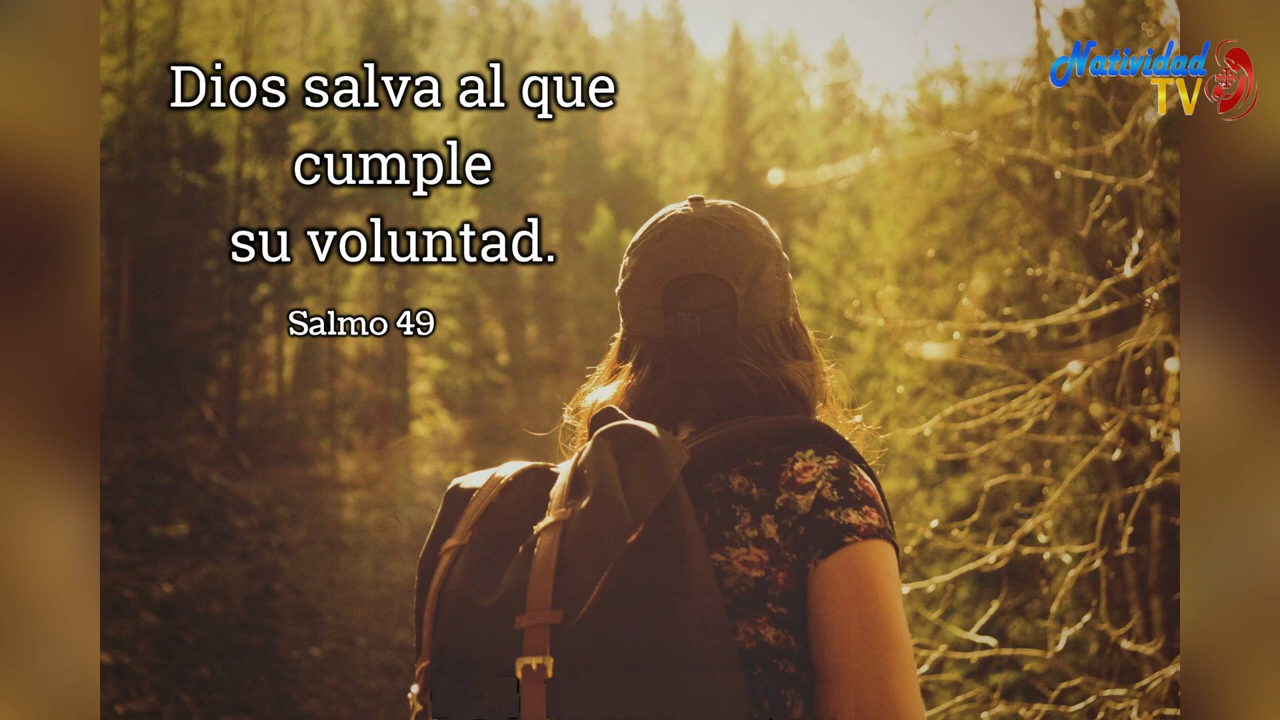 Dios salva al que
cumple
su voluntad.
Salmo 49
Natividad
TV